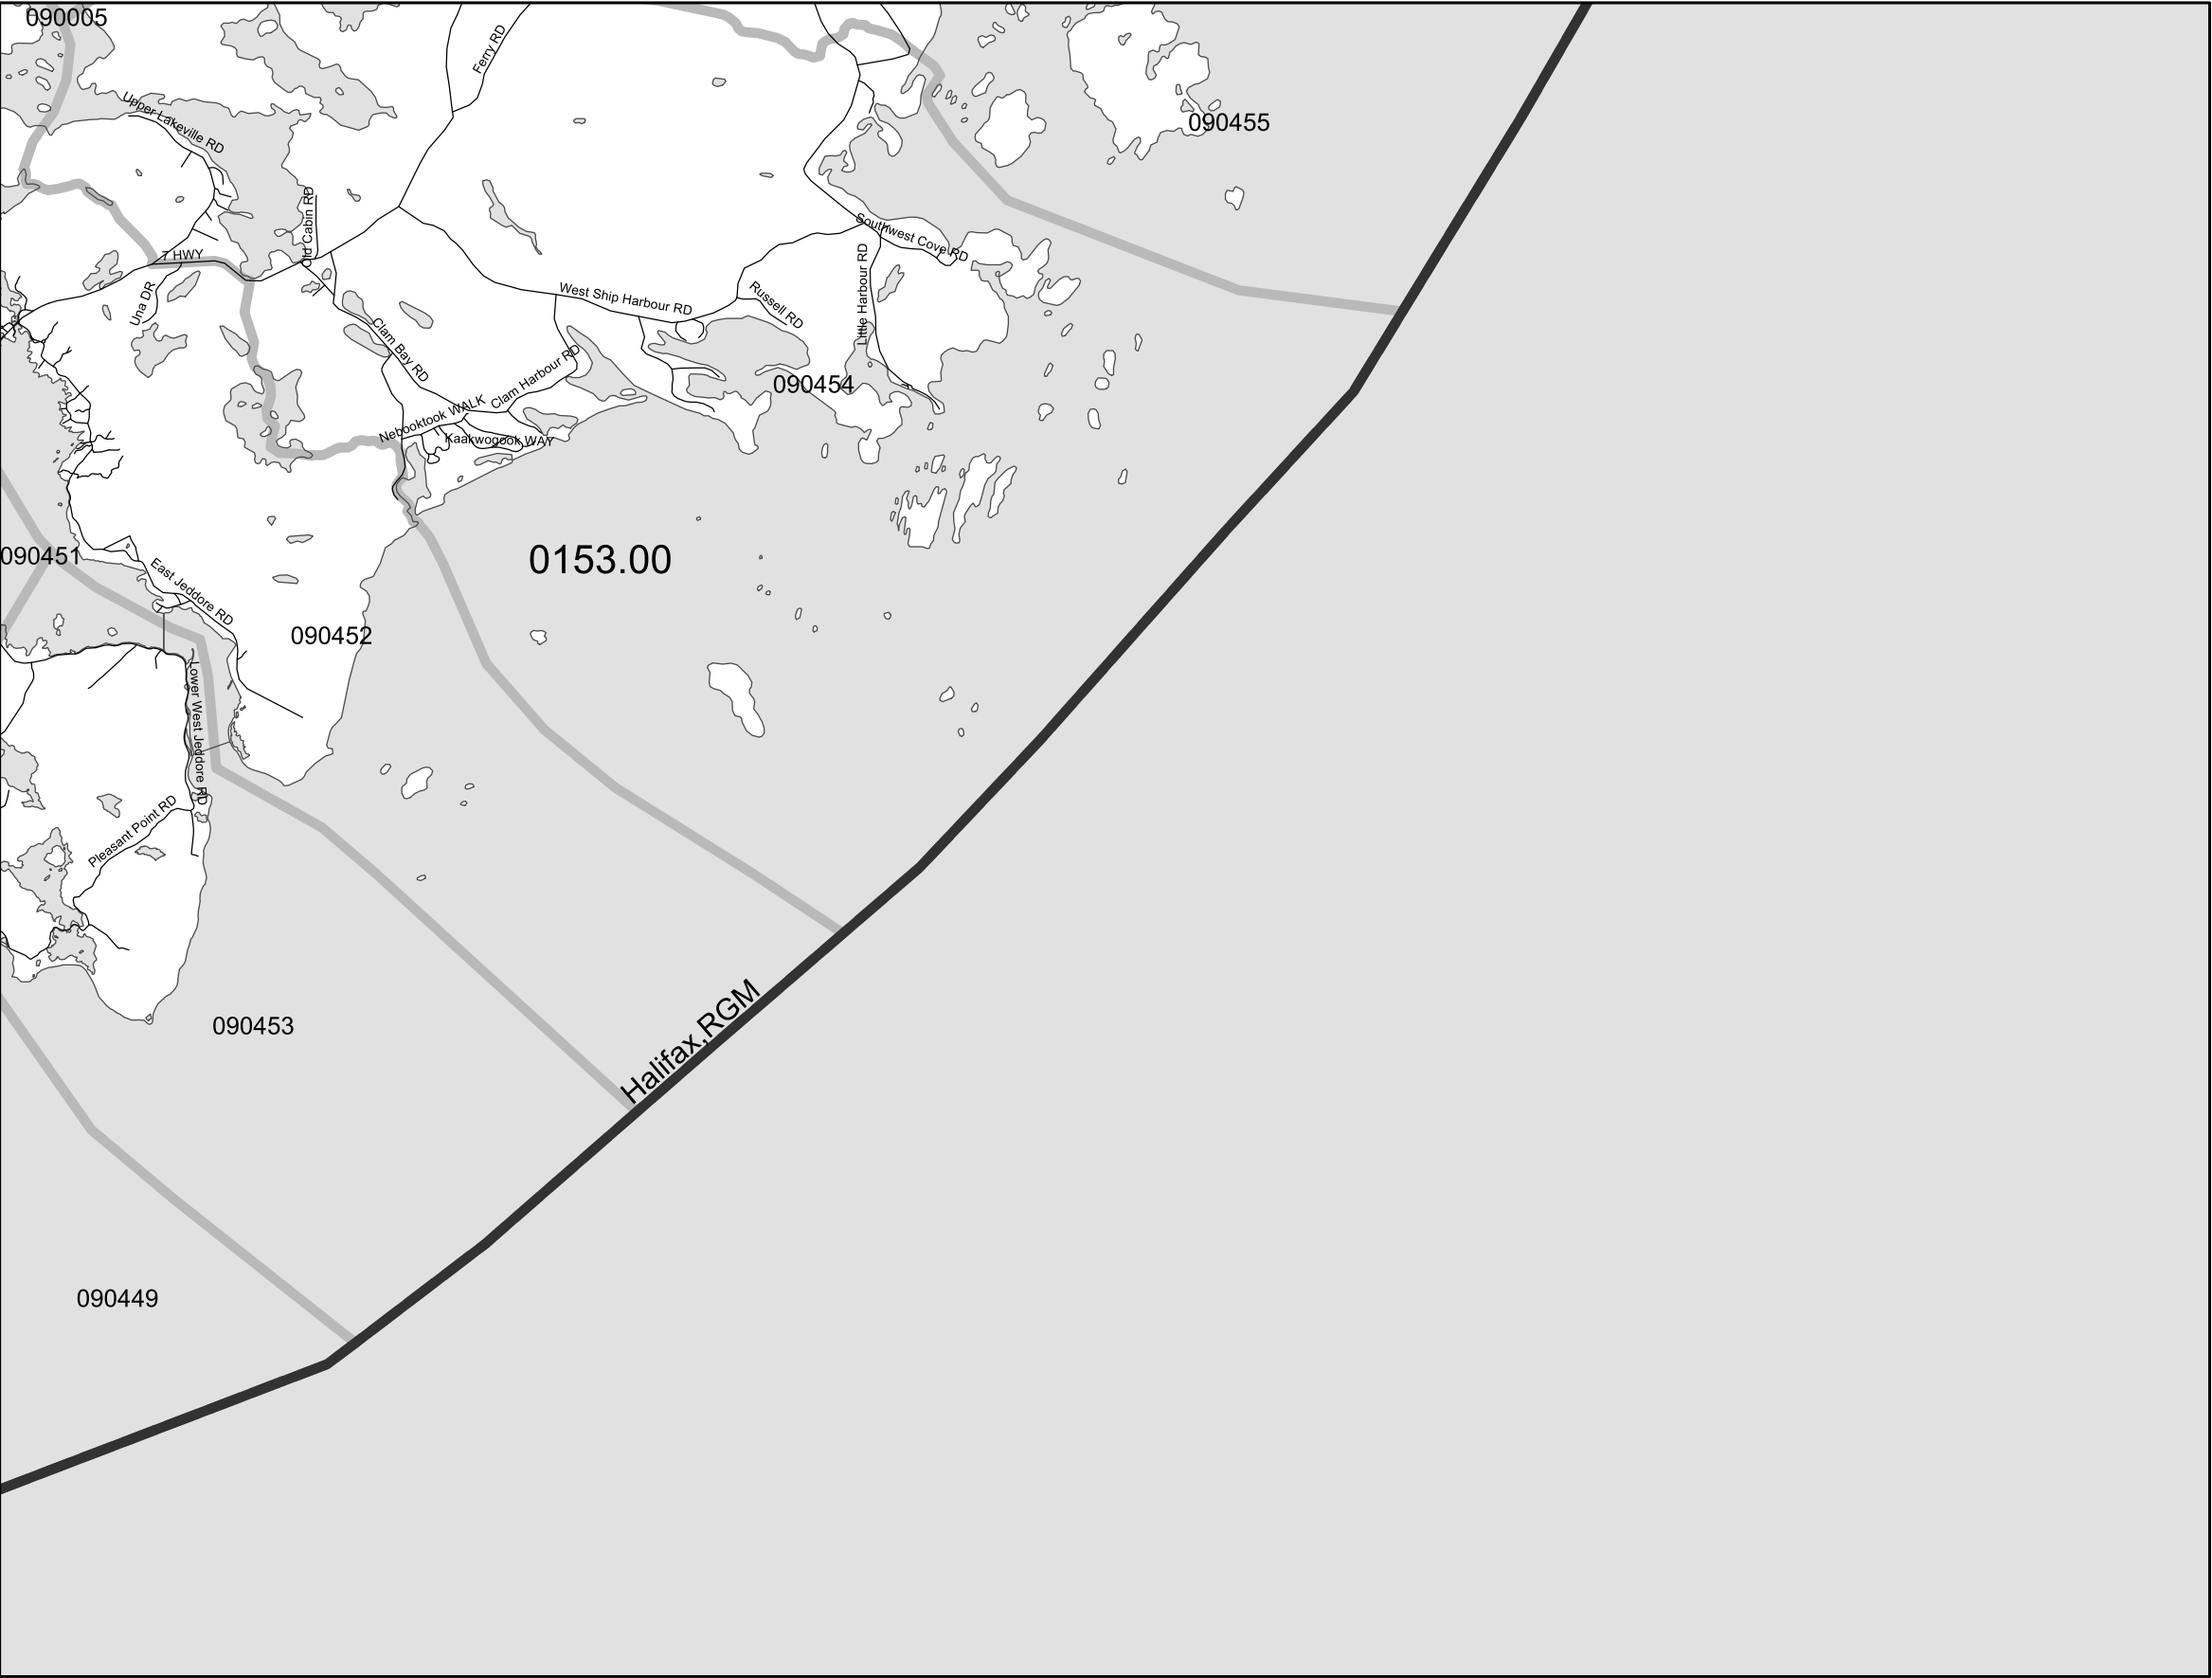 090005
Ferry RD
090455
Upper Lakeville RD
Old Cabin RD
Southwest Cove RD
7 HWY
Una DR
Little Harbour RD
West Ship Harbour RD
Russell RD
Clam Bay RD
Clam Harbour RD
090454
Nebooktook WALK
Kaakwogook WAY
090451
0153.00
East Jeddore RD
090452
Lower West Jeddore RD
Pleasant Point RD
090453
Halifax,RGM
090449